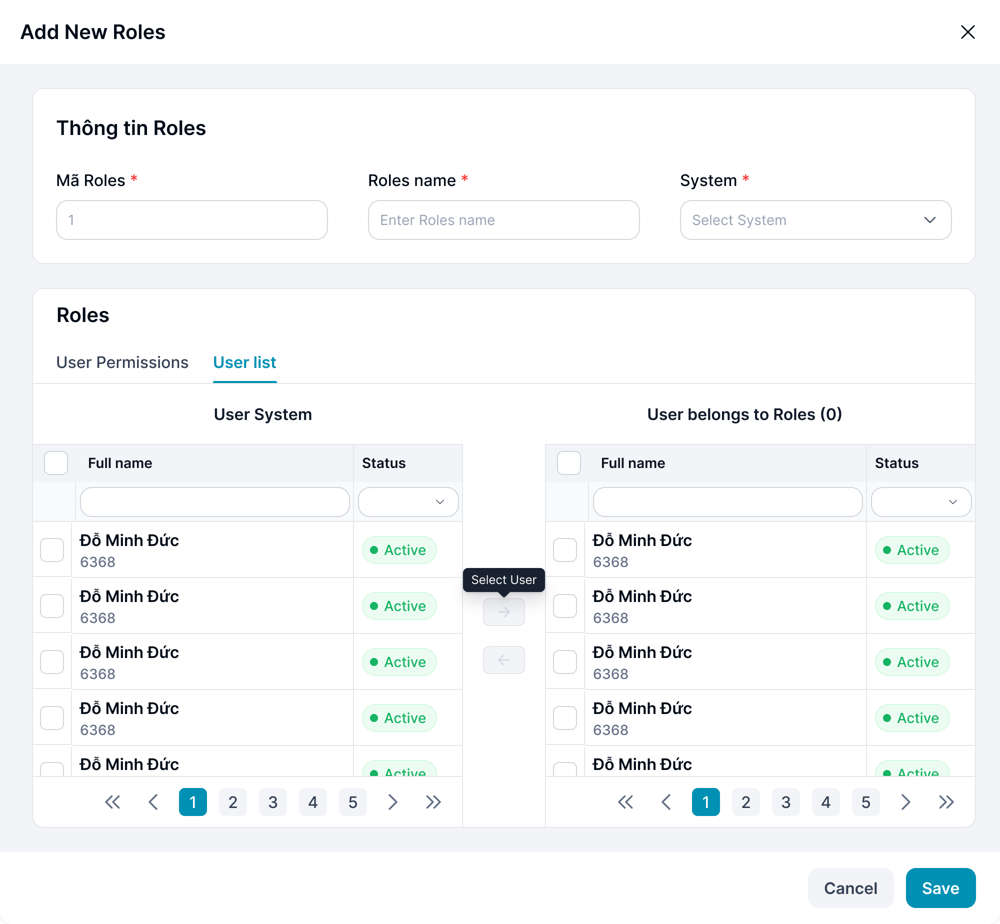 Add New Roles
Thông tin Roles
Mã Roles * Roles name * System *
1 Enter Roles name Select System
Roles
User Permissions User list
User System User belongs to Roles (0)
Full name Status Full name Status
Đỗ Minh Đức Active Đỗ Minh Đức Active
6368 6368
Select User
Đỗ Minh Đức Active Đỗ Minh Đức Active
6368 6368
Đỗ Minh Đức Active Đỗ Minh Đức Active
6368 6368
Đỗ Minh Đức Active Đỗ Minh Đức Active
6368 6368
Đỗ Minh Đức Active Đỗ Minh Đức Active
1 2 3 4 5 1 2 3 4 5
Cancel Save